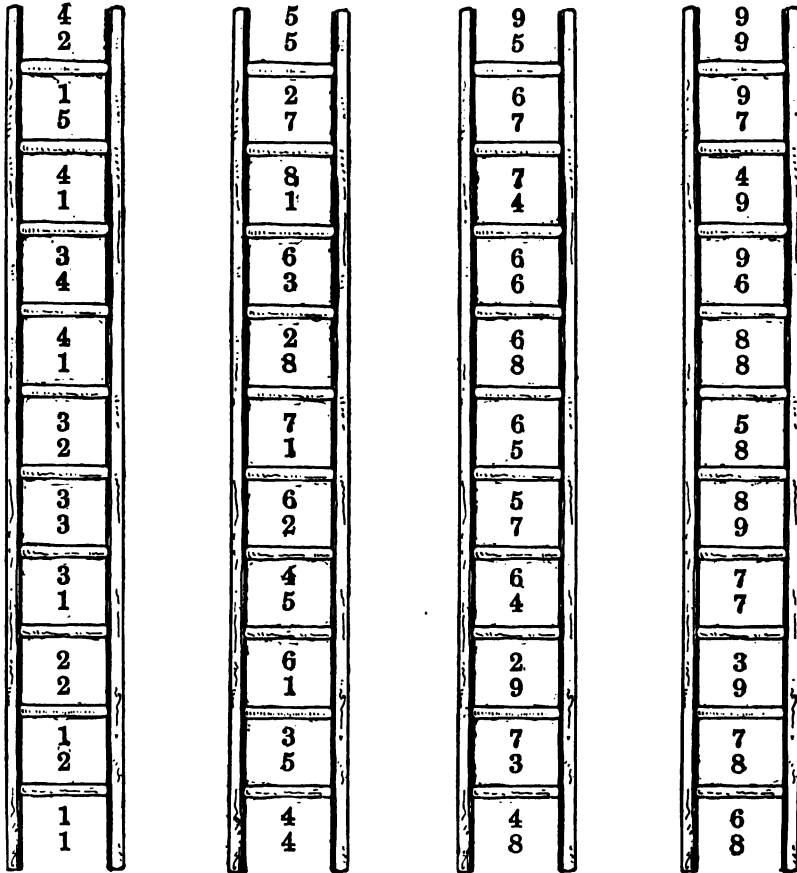 4 5 9 9
2 5 5 9
1 2 6 9
5 7 7 7
4 8 7 4
1 1 4 9
3 6 6 9
4 3 6 6
4 2 6 8
1 8 8 8
3 7 6 5
2 1 5 8
3 6 5 8
3 2 7 9
3 4 6 7
1 5 4 7
2 6 2 3
2 1 9 9
1 3 7 7
2 5 3 8
1 4 4 6
1 4 8 8